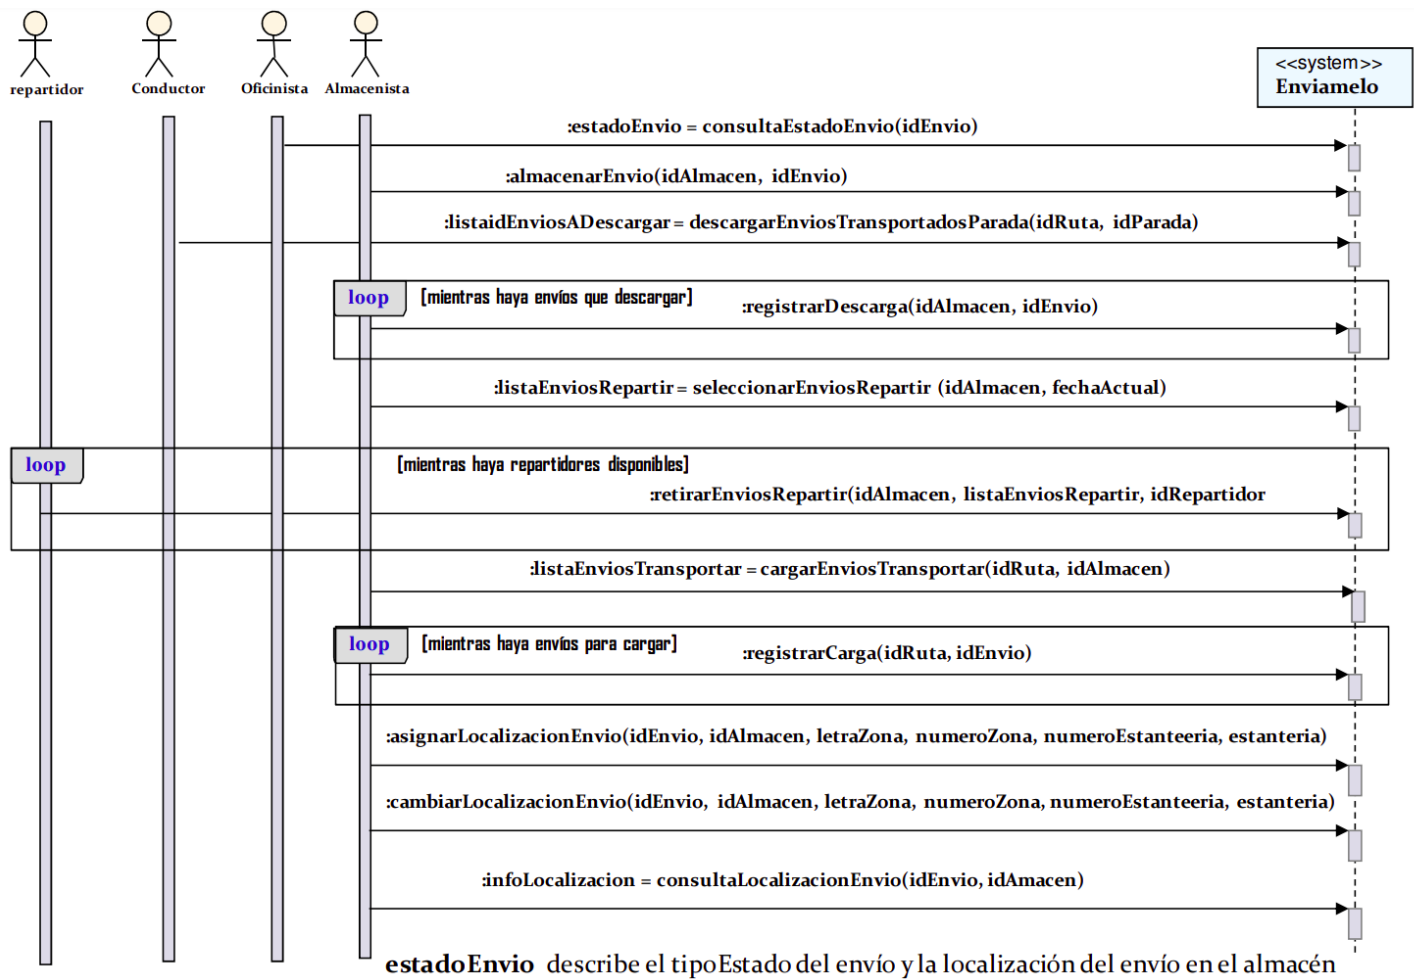 repartidor
Conductor
Oficinista
Almacenista
<<system>>
Enviamelo
:estadoEnvio = consultaEstadoEnvio(idEnvio)
:almacenarEnvio(idAlmacen, idEnvio)
:listaidEnviosADescargar = descargarEnviosTransportadosParada(idRuta, idParada)
loop
[mientras haya envíos que descargar]
:registrarDescarga(idAlmacen, idEnvio)
:listaEnviosRepartir = seleccionarEnviosRepartir (idAlmacen, fechaActual)
loop
[mientras haya repartidores disponibles]
:retirarEnviosRepartir(idAlmacen, listaEnviosRepartir, idRepartidor
:listaEnviosTransportar = cargarEnviosTransportar(idRuta, idAlmacen)
loop
[mientras haya envíos para cargar]
:registrarCarga(idRuta, idEnvio)
:asignarLocalizacionEnvio(idEnvio, idAlmacen, letraZona, numeroZona, numeroEstanteeria, estanteria)
:cambiarLocalizacionEnvio(idEnvio, idAlmacen, letraZona, numeroZona, numeroEstanteeria, estanteria)
:infoLocalizacion = consultaLocalizacionEnvio(idEnvio, idAmacen)
estadoEnvio describe el tipoEstado del envío y la localización del envío en el almacén